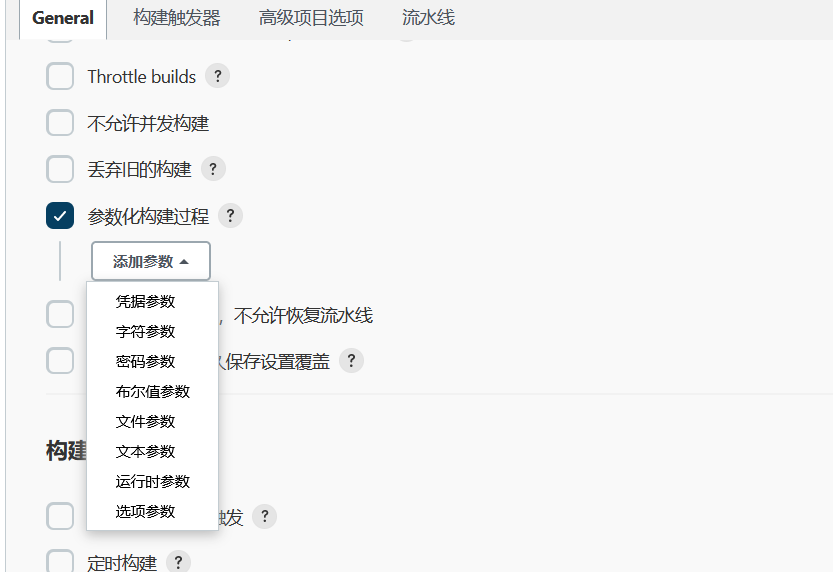 General 构建触发器 高级项目选项 流水线
Throttle builds ?
不允许并发构建
丢弃旧的构建 ?
参数化构建过程 ?
添加参数
凭据参数
，不允许恢复流水线
字符参数
密码参数
保存设置覆盖 ?
布尔值参数
文件参数
文本参数
构建
运行时参数
选项参数
触发 ?
定时构建 ?